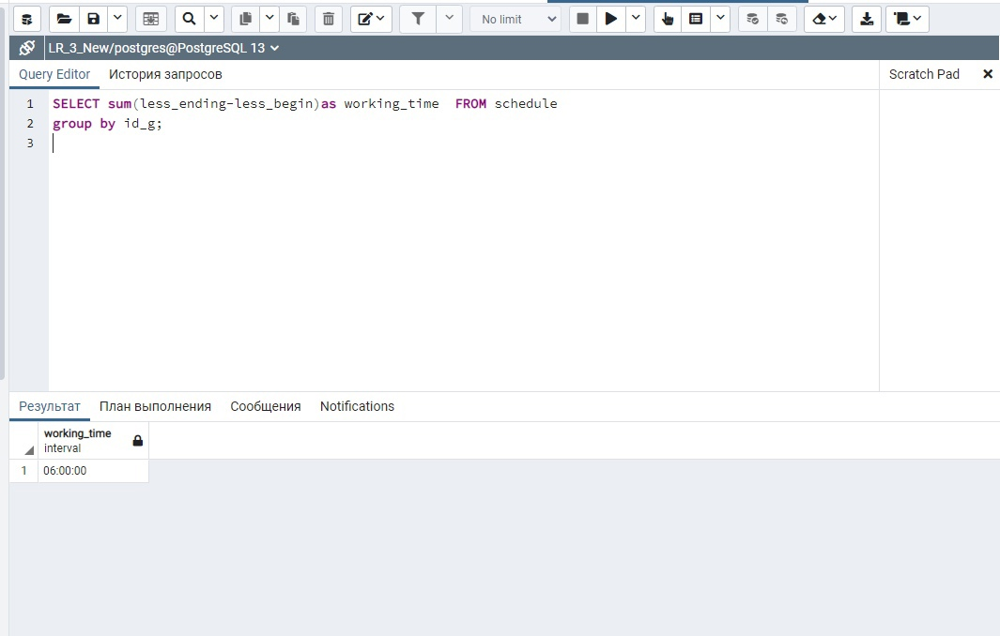 No limit
LR_3_New/postgres@PostgreSQL 13
Query Editor История запросов Scratch Pad
1 SELECT sum(less_ending-less_begin)as working_time FROM schedule
2 group by id_g;
3
Результат План выполнения Сообщения Notifications
working_time
interval
1 06:00:00